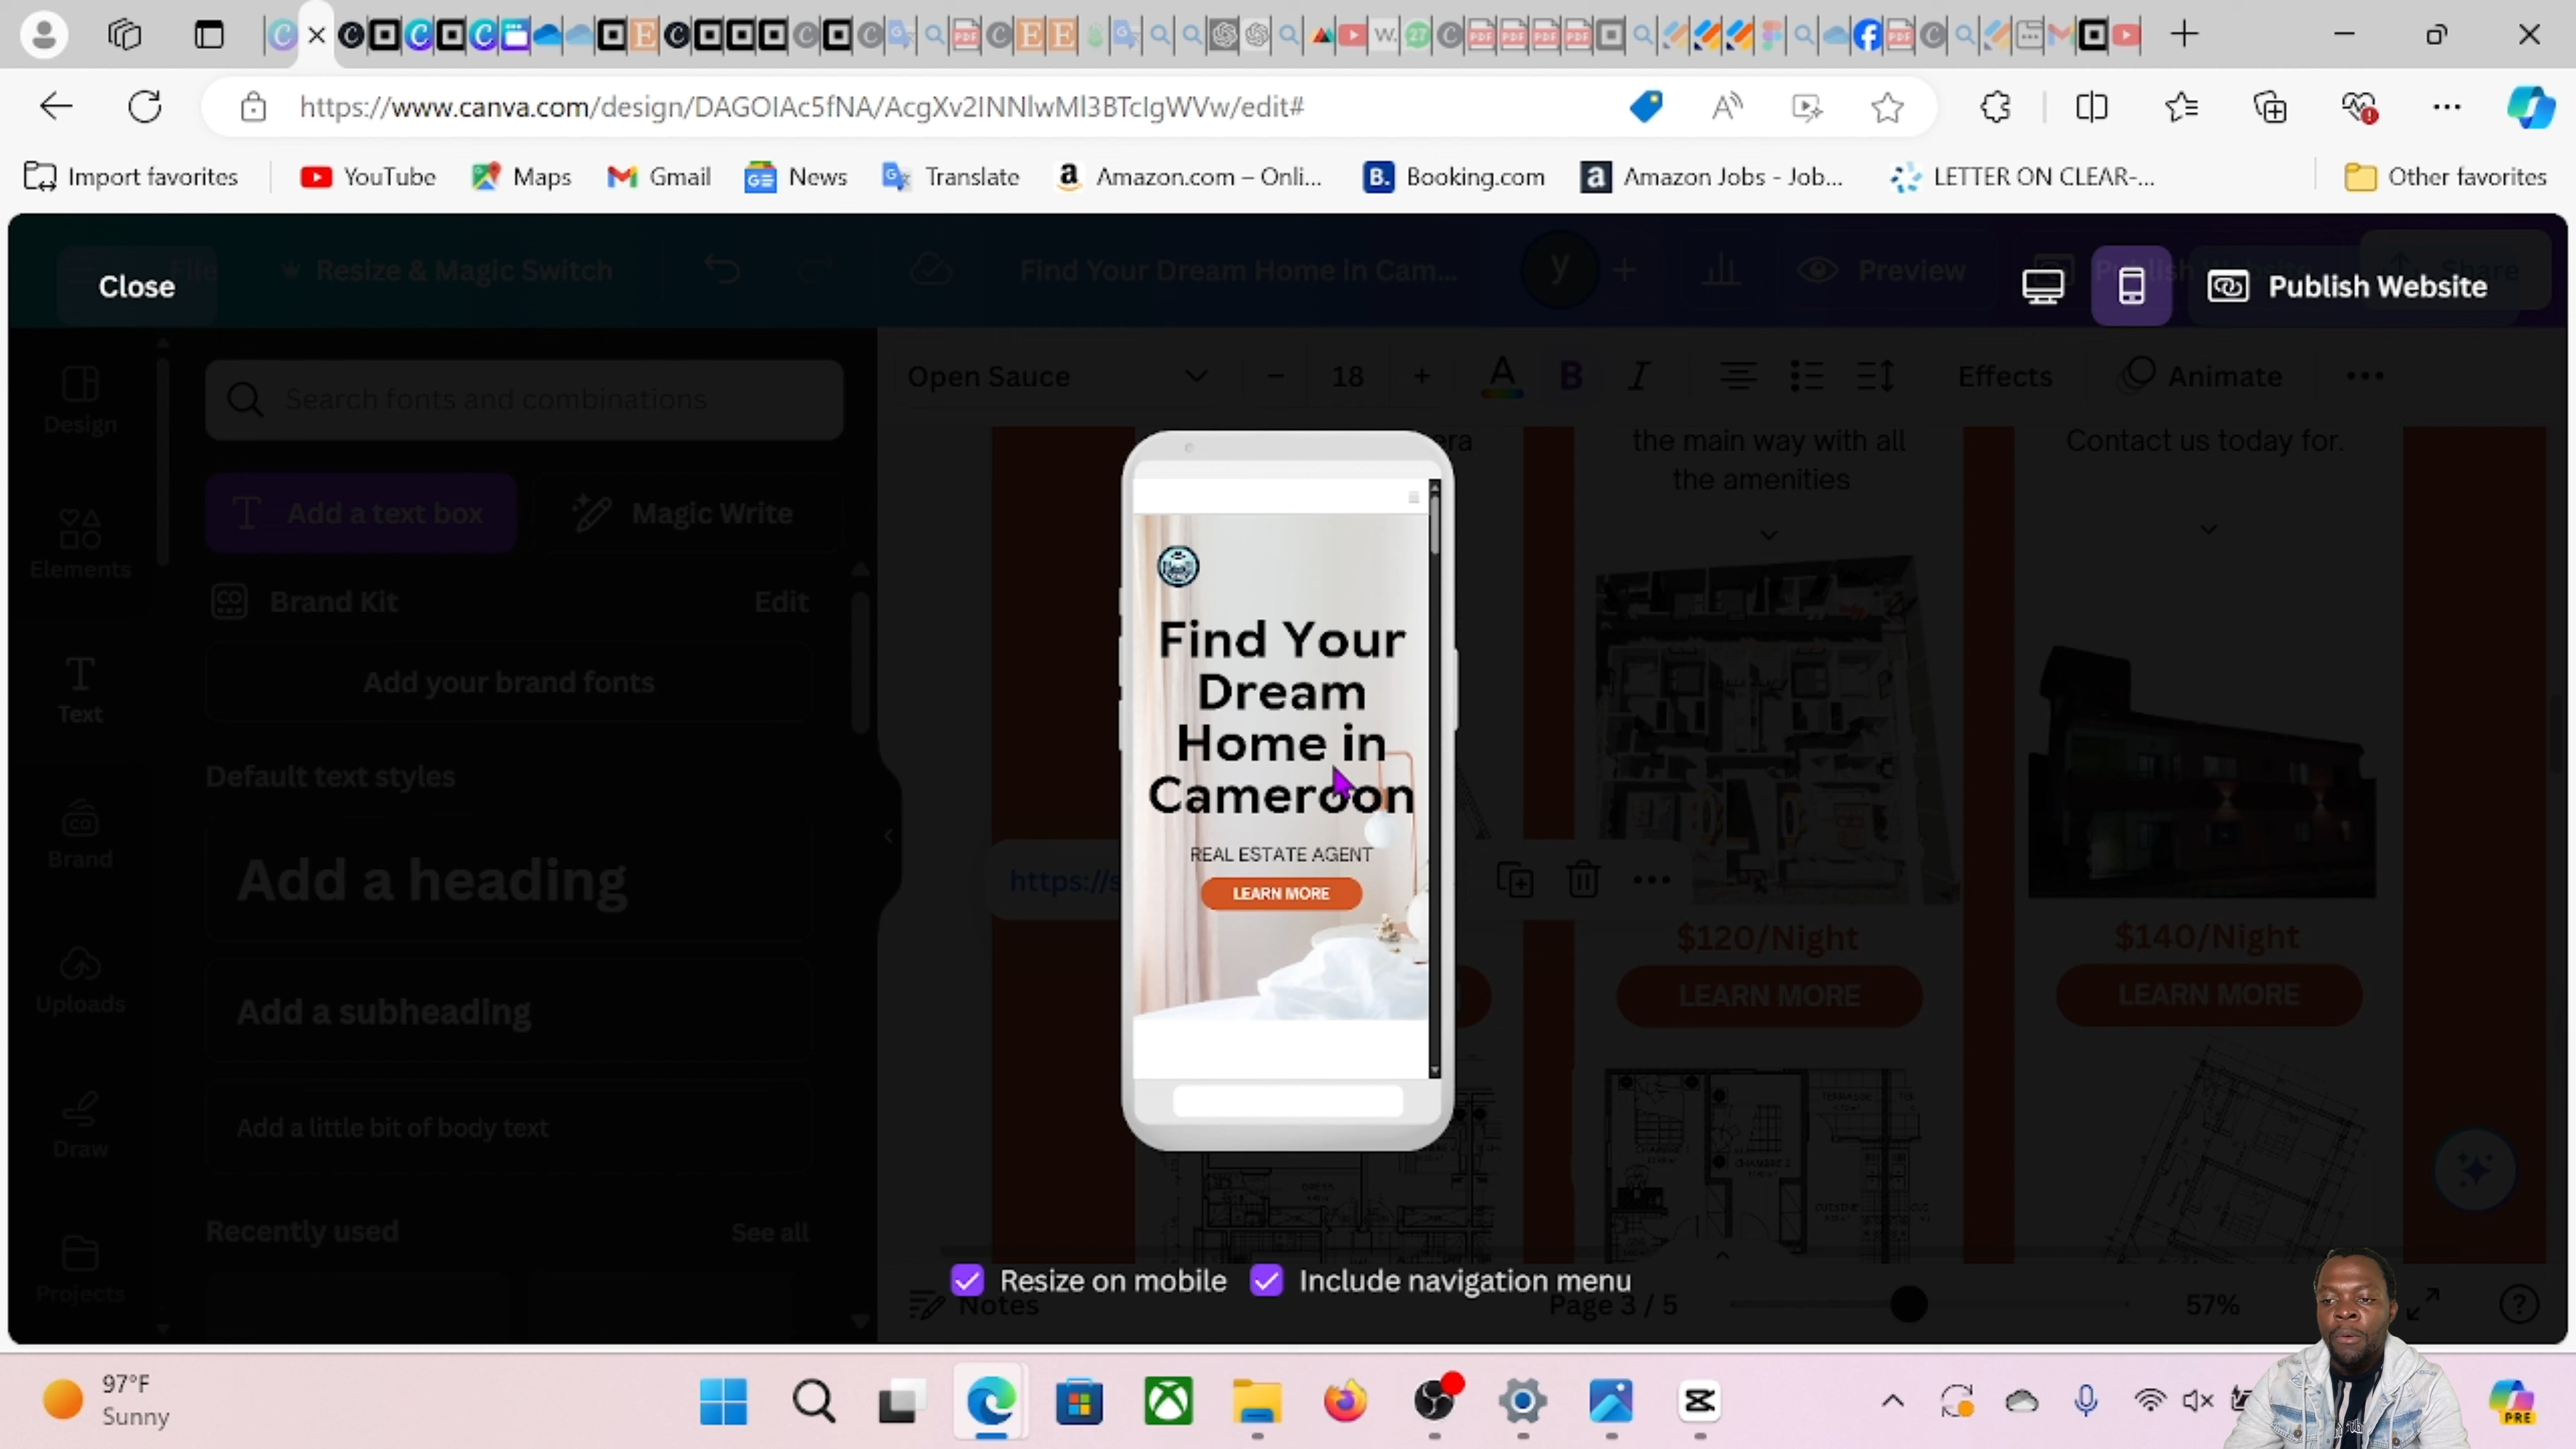 https://www.canva.com/design/DAGOIAc5fNA/AcgXv2INNlwMl3BTcIgWVw/edit#
Import favorites
YouTube
Maps
Gmail
News
Translate
Amazon.com – Onli...
Booking.com
Amazon Jobs - Job...
LETTER ON CLEAR-...
Other favorites
Close
File
Resize & Magic Switch
Find Your Dream Home In Cam...
y
Preview
Publish Website
Share
Design
Elements
Text
Brand
Uploads
Draw
Projects
Search fonts and combinations
Add a text box
Magic Write
Brand Kit
Edit
Add your brand fonts
Default text styles
Add a heading
Add a subheading
Add a little bit of body text
Recently used
See all
Open Sauce
18
Effects
Animate
the main way with all
the amenities
Contact us today for.
https://s
Find Your
Dream
Home in
Cameroon
REAL ESTATE AGENT
LEARN MORE
$120/Night
LEARN MORE
$140/Night
LEARN MORE
Resize on mobile
Include navigation menu
Notes
Page 3 / 5
57%
97°F
Sunny
PRE